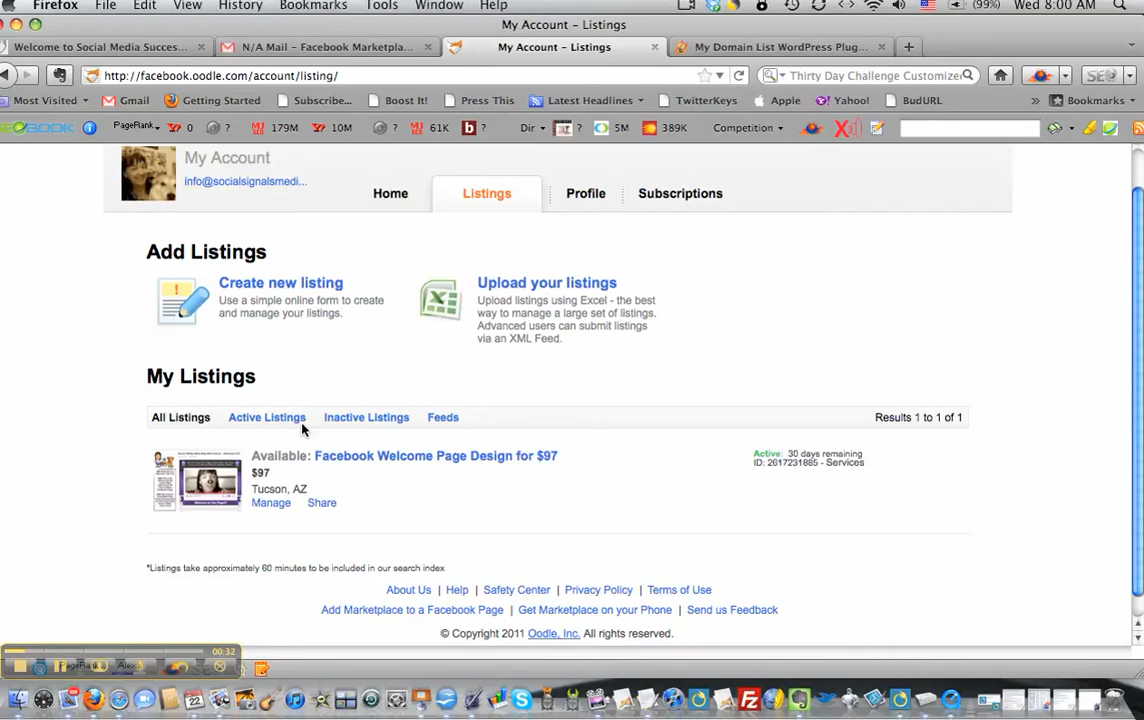 Firefox File Edit View History Bookmarks Tools Window Help (99%) Wed 8:00 AM
My Account – Listings
Welcome to Social Media Succes... N/A Mail – Facebook Marketpla... My Account – Listings My Domain List WordPress Plug...
http://facebook.oodle.com/account/listing/ Thirty Day Challenge Customize
Most Visited Gmail Getting Started Subscribe... Boost It! Press This Latest Headlines TwitterKeys Apple Yahoo! BudURL Bookmarks
PageRank 0 ? 179M 10M ? 61K ? Dir ? 5M 389K Competition
My Account
info@socialsignalsmedi...
Home Listings Profile Subscriptions
Add Listings
Create new listing
Use a simple online form to create
and manage your listings.
Upload your listings
Upload listings using Excel - the best
way to manage a large set of listings.
Advanced users can submit listings
via an XML Feed.
My Listings
All Listings Active Listings Inactive Listings Feeds Results 1 to 1 of 1
Available: Facebook Welcome Page Design for $97
$97
Tucson, AZ
Manage Share
Active: 30 days remaining
ID: 2617231885 - Services
*Listings take approximately 60 minutes to be included in our search index
About Us | Help | Safety Center | Privacy Policy | Terms of Use
Add Marketplace to a Facebook Page | Get Marketplace on your Phone | Send us Feedback
© Copyright 2011 Oodle, Inc. All rights reserved.
00:32
PageRank